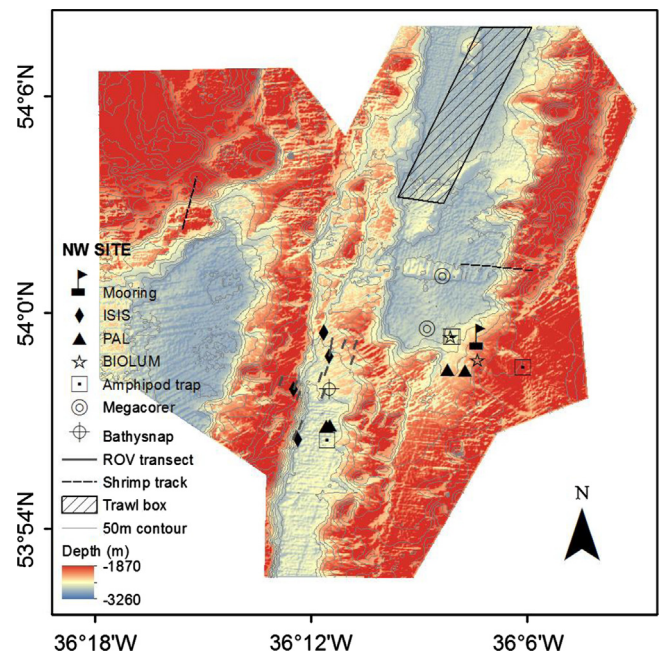 54°6'N
54°0'N
53°54'N
NW SITE
Mooring
ISIS
PAL
BIOLUM
Amphipod trap
Megacorer
Bathysnap
ROV transect
Shrimp track
Trawl box
50m contour
Depth (m)
-1870
-3260
N
36°18'W
36°12'W
36°6'W